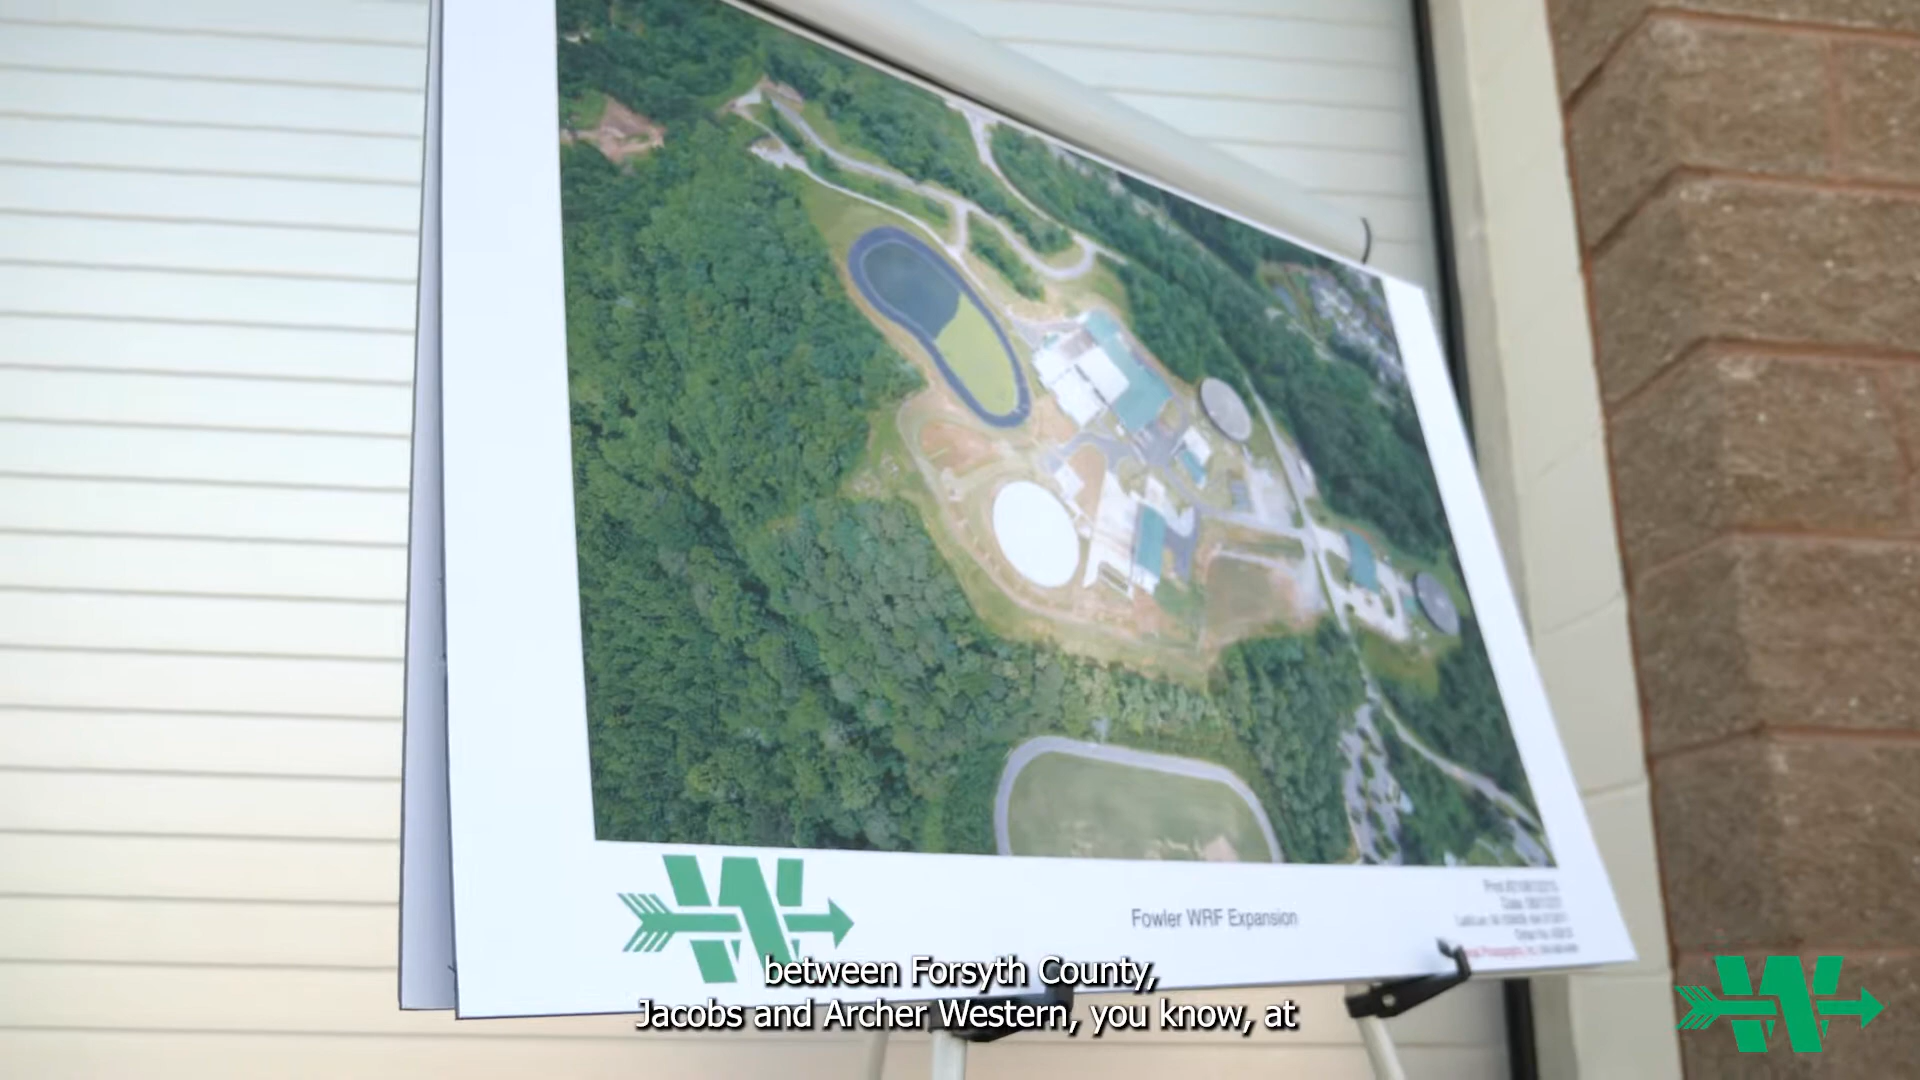 Fowler WRF Expansion
between Forsyth County,
Jacobs and Archer Western, you know, at